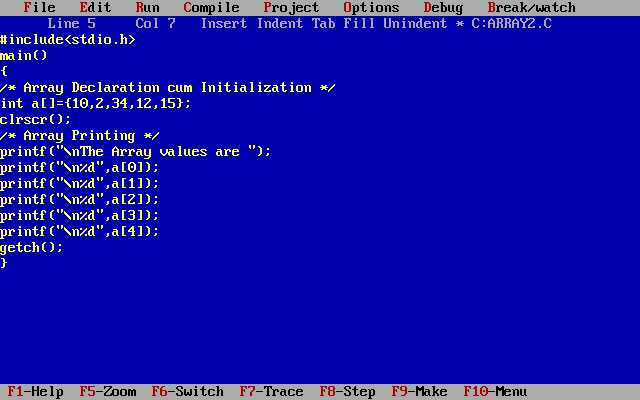 File Edit Run Compile Project Options Debug Break/watch
Line 5 Col 7 Insert Indent Tab Fill Unindent * C:ARRAY2.C
#include<stdio.h>
main()
{
/* Array Declaration cum Initialization */
int a[]={10,2,34,12,15};
clrscr();
/* Array Printing */
printf("\nThe Array values are ");
printf("\n%d",a[0]);
printf("\n%d",a[1]);
printf("\n%d",a[2]);
printf("\n%d",a[3]);
printf("\n%d",a[4]);
getch();
}
F1-Help F5-Zoom F6-Switch F7-Trace F8-Step F9-Make F10-Menu